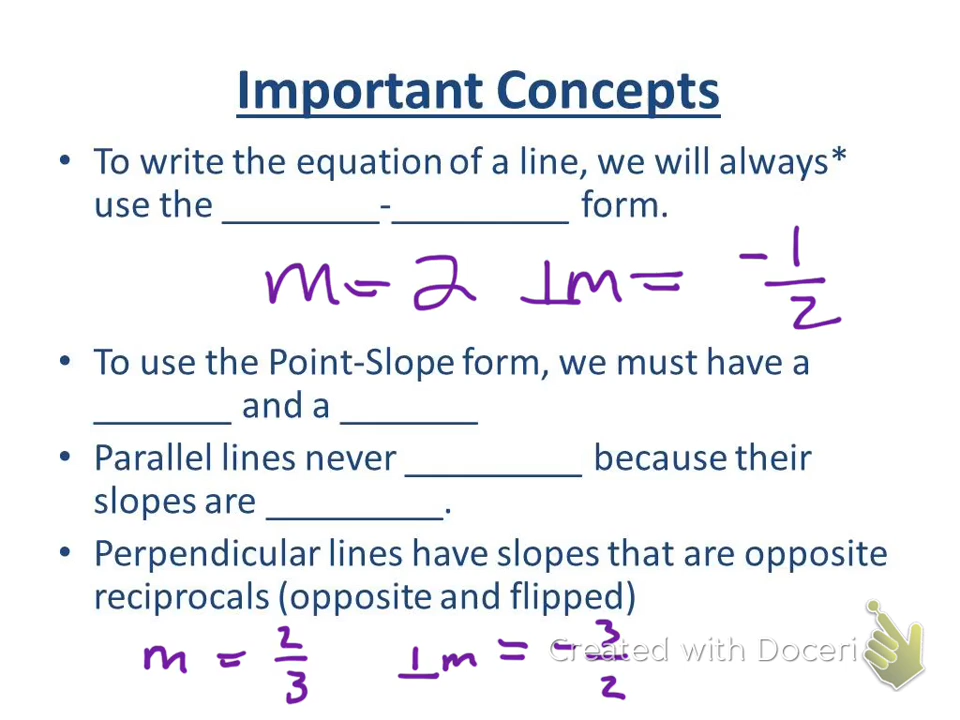 Important Concepts
• To write the equation of a line, we will always*
use the ________-_________ form.
m = 2 ⊥m = -1/2
• To use the Point-Slope form, we must have a
_______ and a _______
• Parallel lines never _________ because their
slopes are _________.
• Perpendicular lines have slopes that are opposite
reciprocals (opposite and flipped)
m = 2/3 ⊥m = -3/2
Created with Doceri